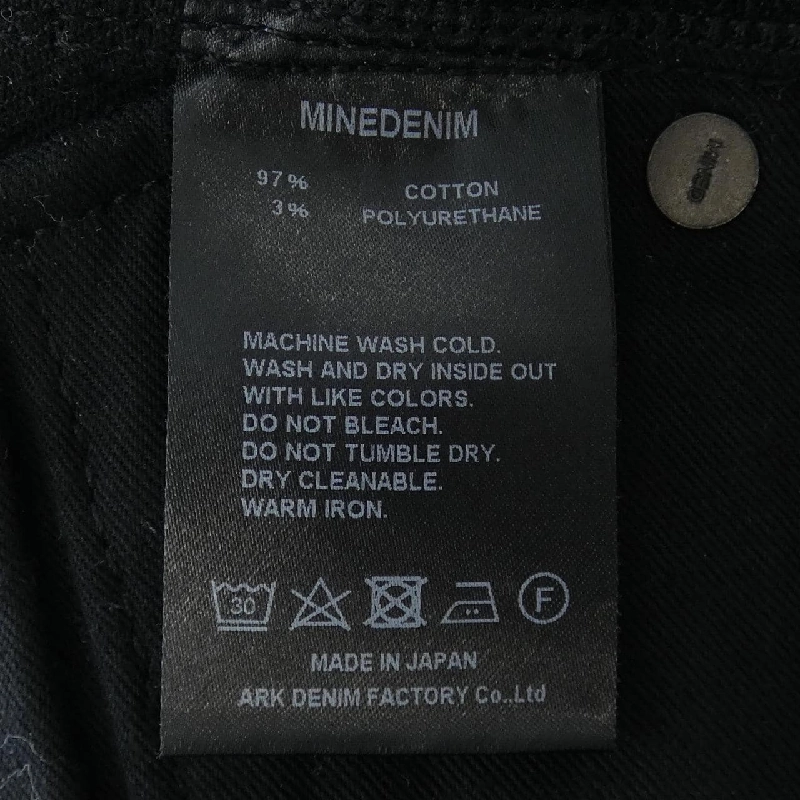 MINEDENIM
97% COTTON
3% POLYURETHANE
MACHINE WASH COLD.
WASH AND DRY INSIDE OUT
WITH LIKE COLORS.
DO NOT BLEACH.
DO NOT TUMBLE DRY.
DRY CLEANABLE.
WARM IRON.
30 F
MADE IN JAPAN
ARK DENIM FACTORY Co.,Ltd